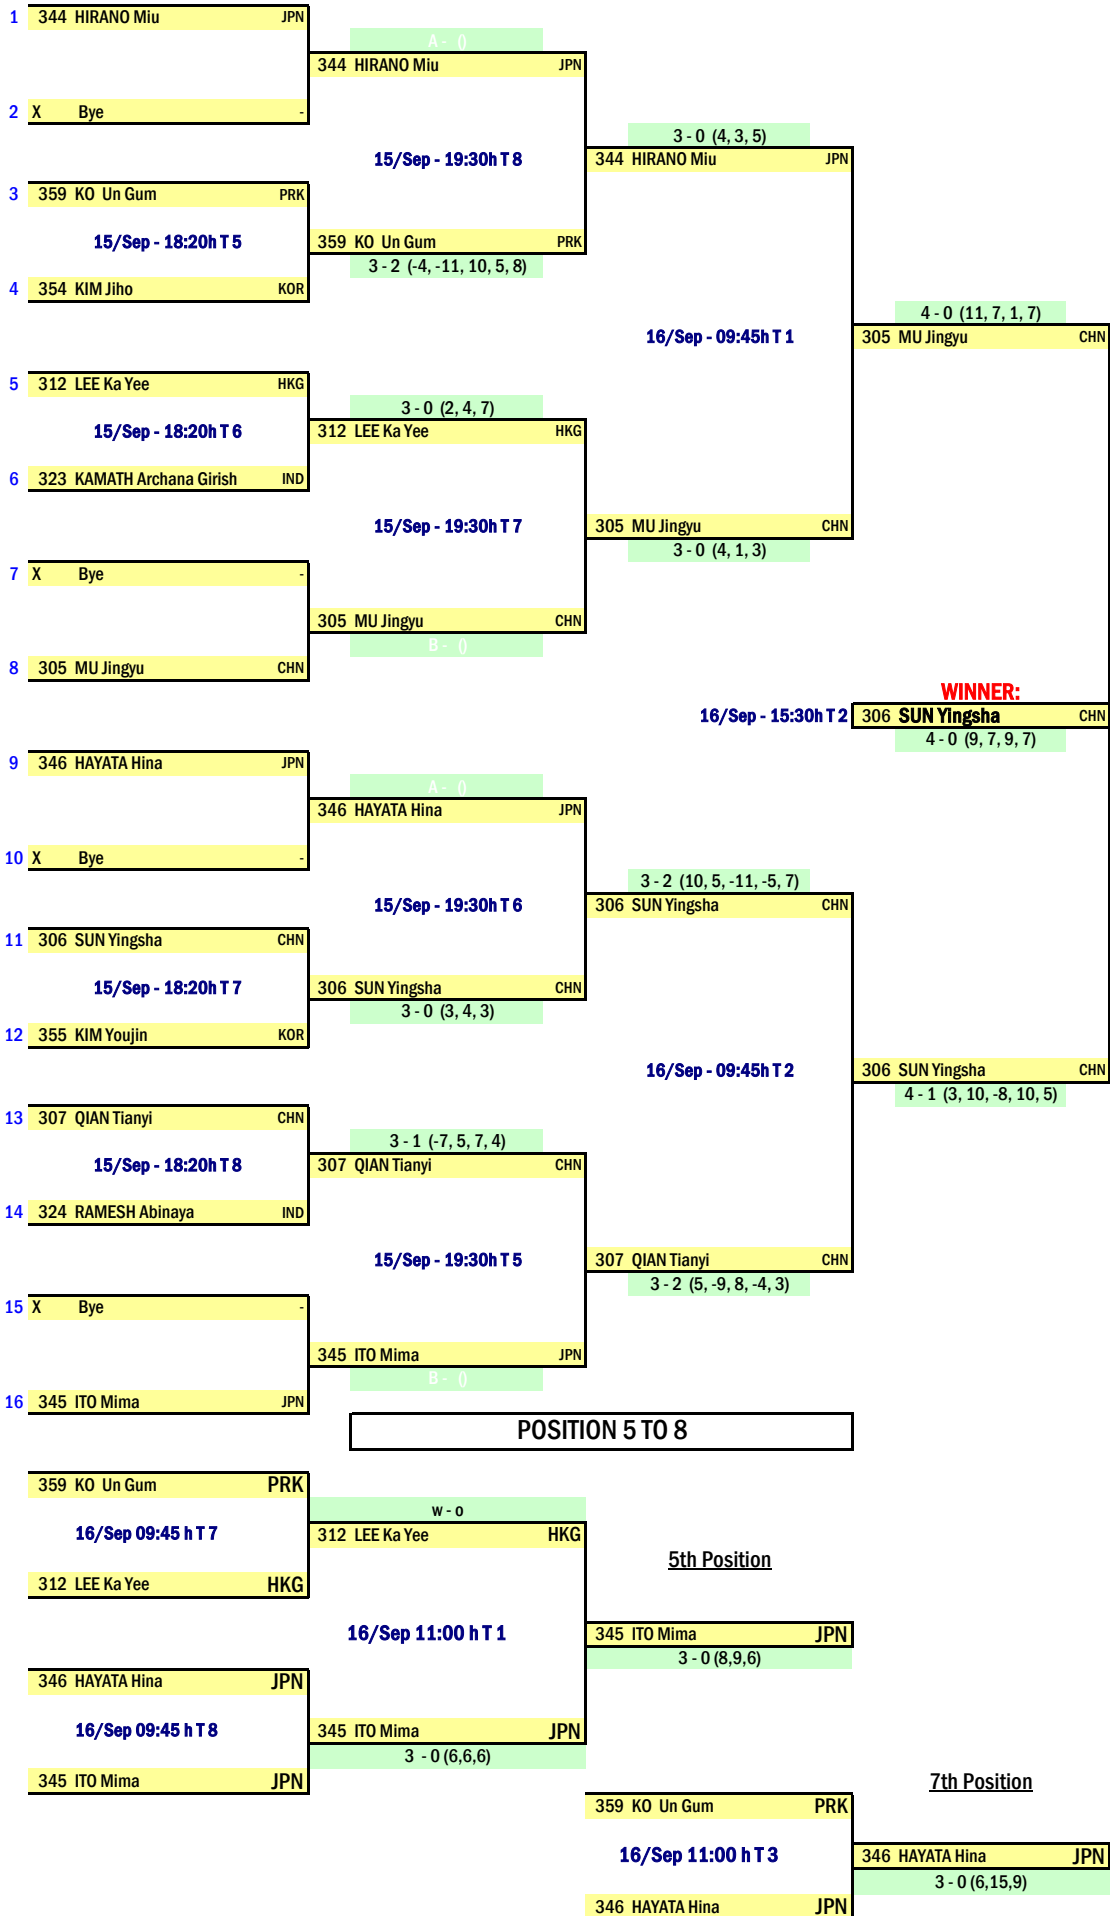 1 344 HIRANO Miu JPN
A - ()
344 HIRANO Miu JPN
2 X Bye -
3 - 0 (4, 3, 5)
15/Sep - 19:30h T 8
344 HIRANO Miu JPN
3 359 KO Un Gum PRK
15/Sep - 18:20h T 5
359 KO Un Gum PRK
3 - 2 (-4, -11, 10, 5, 8)
4 354 KIM Jiho KOR
4 - 0 (11, 7, 1, 7)
16/Sep - 09:45h T 1
305 MU Jingyu CHN
5 312 LEE Ka Yee HKG
3 - 0 (2, 4, 7)
15/Sep - 18:20h T 6
312 LEE Ka Yee HKG
6 323 KAMATH Archana Girish IND
15/Sep - 19:30h T 7
305 MU Jingyu CHN
3 - 0 (4, 1, 3)
7 X Bye -
305 MU Jingyu CHN
B - ()
8 305 MU Jingyu CHN
WINNER:
16/Sep - 15:30h T 2
306 SUN Yingsha CHN
4 - 0 (9, 7, 9, 7)
9 346 HAYATA Hina JPN
A - ()
346 HAYATA Hina JPN
10 X Bye -
3 - 2 (10, 5, -11, -5, 7)
15/Sep - 19:30h T 6
306 SUN Yingsha CHN
11 306 SUN Yingsha CHN
15/Sep - 18:20h T 7
306 SUN Yingsha CHN
3 - 0 (3, 4, 3)
12 355 KIM Youjin KOR
16/Sep - 09:45h T 2
306 SUN Yingsha CHN
4 - 1 (3, 10, -8, 10, 5)
13 307 QIAN Tianyi CHN
3 - 1 (-7, 5, 7, 4)
15/Sep - 18:20h T 8
307 QIAN Tianyi CHN
14 324 RAMESH Abinaya IND
15/Sep - 19:30h T 5
307 QIAN Tianyi CHN
3 - 2 (5, -9, 8, -4, 3)
15 X Bye -
345 ITO Mima JPN
B - ()
16 345 ITO Mima JPN
POSITION 5 TO 8
359 KO Un Gum PRK
w - o
16/Sep 09:45 h T 7
312 LEE Ka Yee HKG
5th Position
312 LEE Ka Yee HKG
16/Sep 11:00 h T 1
345 ITO Mima JPN
3 - 0 (8,9,6)
346 HAYATA Hina JPN
16/Sep 09:45 h T 8
345 ITO Mima JPN
3 - 0 (6,6,6)
345 ITO Mima JPN
7th Position
359 KO Un Gum PRK
16/Sep 11:00 h T 3
346 HAYATA Hina JPN
3 - 0 (6,15,9)
346 HAYATA Hina JPN